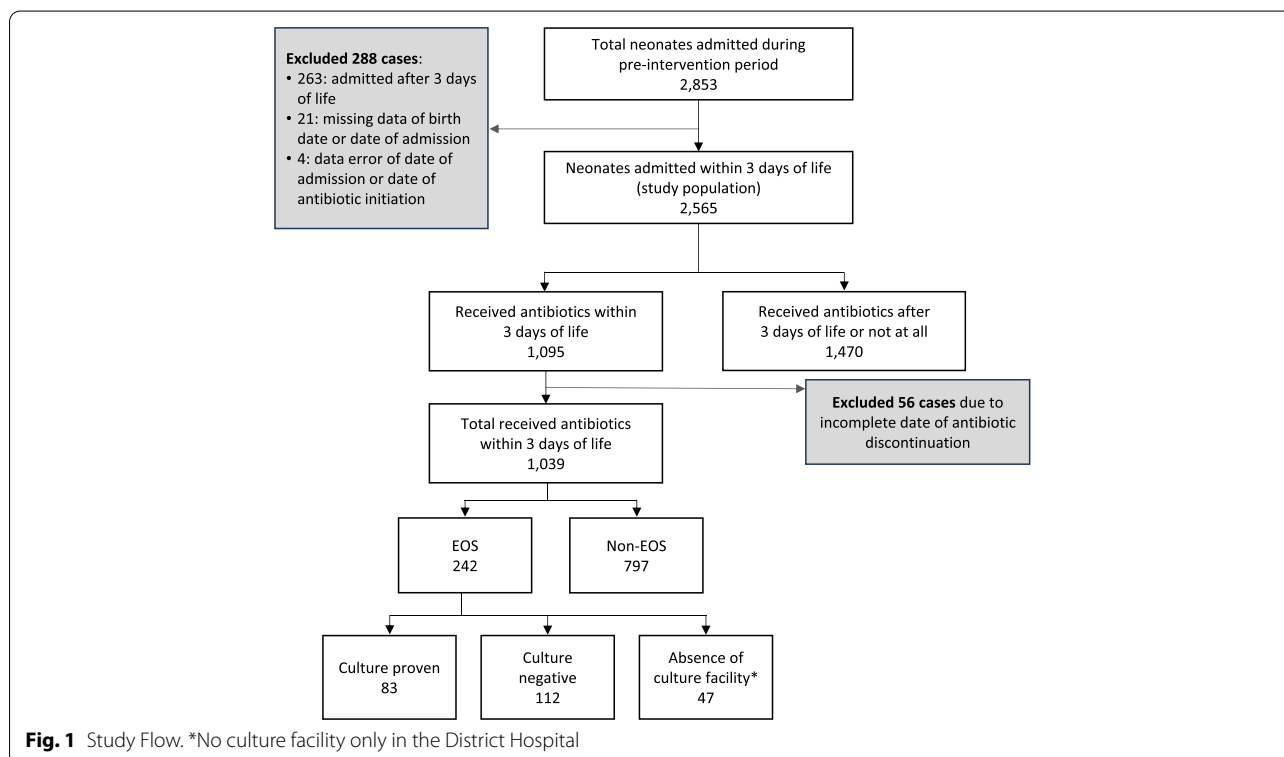 Total neonates admitted during
pre-intervention period
2,853
Excluded 288 cases:
• 263: admitted after 3 days
of life
• 21: missing data of birth
date or date of admission
• 4: data error of date of
admission or date of
antibiotic initiation
Neonates admitted within 3 days of life
(study population)
2,565
Received antibiotics within
3 days of life
1,095
Received antibiotics after
3 days of life or not at all
1,470
Excluded 56 cases due to
incomplete date of antibiotic
discontinuation
Total received antibiotics
within 3 days of life
1,039
EOS
242
Non-EOS
797
Culture proven
83
Culture
negative
112
Absence of
culture facility*
47
Fig. 1 Study Flow. *No culture facility only in the District Hospital